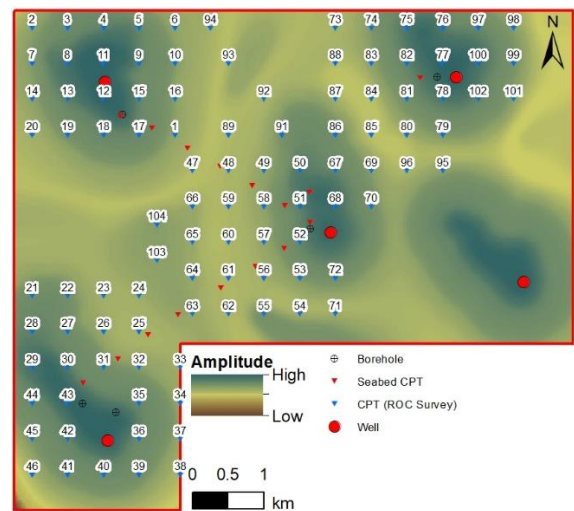 2 3 4 5 6 94 73 74 75 76 97 98
N
7 8 11 9 10 93 88 83 82 77 100 99
14 13 12 15 16 92 87 84 81 78 102 101
20 19 18 17 1 89 91 86 85 80 79
47 48 49 50 67 69 96 95
66 59 58 51 68 70
104
65 60 57 52
103
64 61 56 53 72
21 22 23 24
63 62 55 54 71
28 27 26 25
29 30 31 32 33
44 43 35 34
45 42 36 37
46 41 40 39 38
Amplitude
High
Low
Borehole
Seabed CPT
CPT (ROC Survey)
Well
0 0.5 1
km